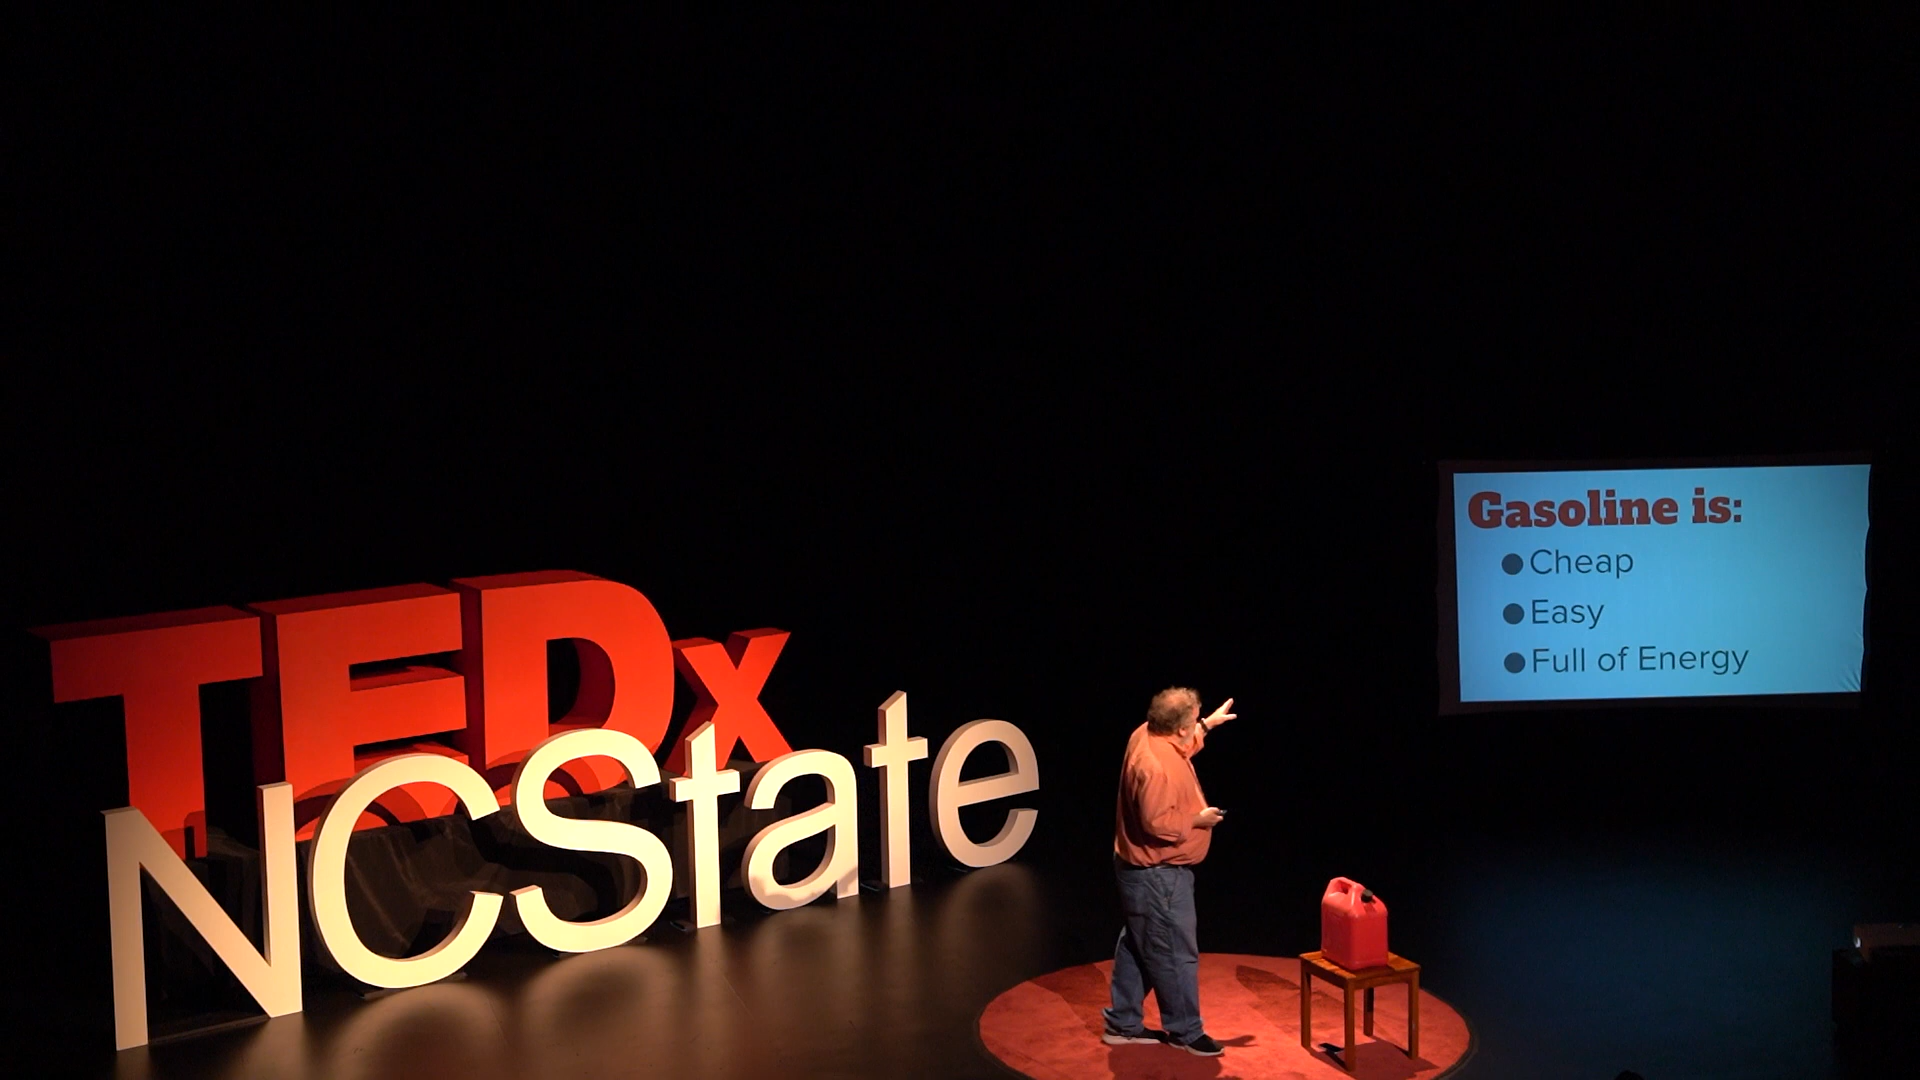 TEDx
NCState
Gasoline is:
● Cheap
● Easy
● Full of Energy